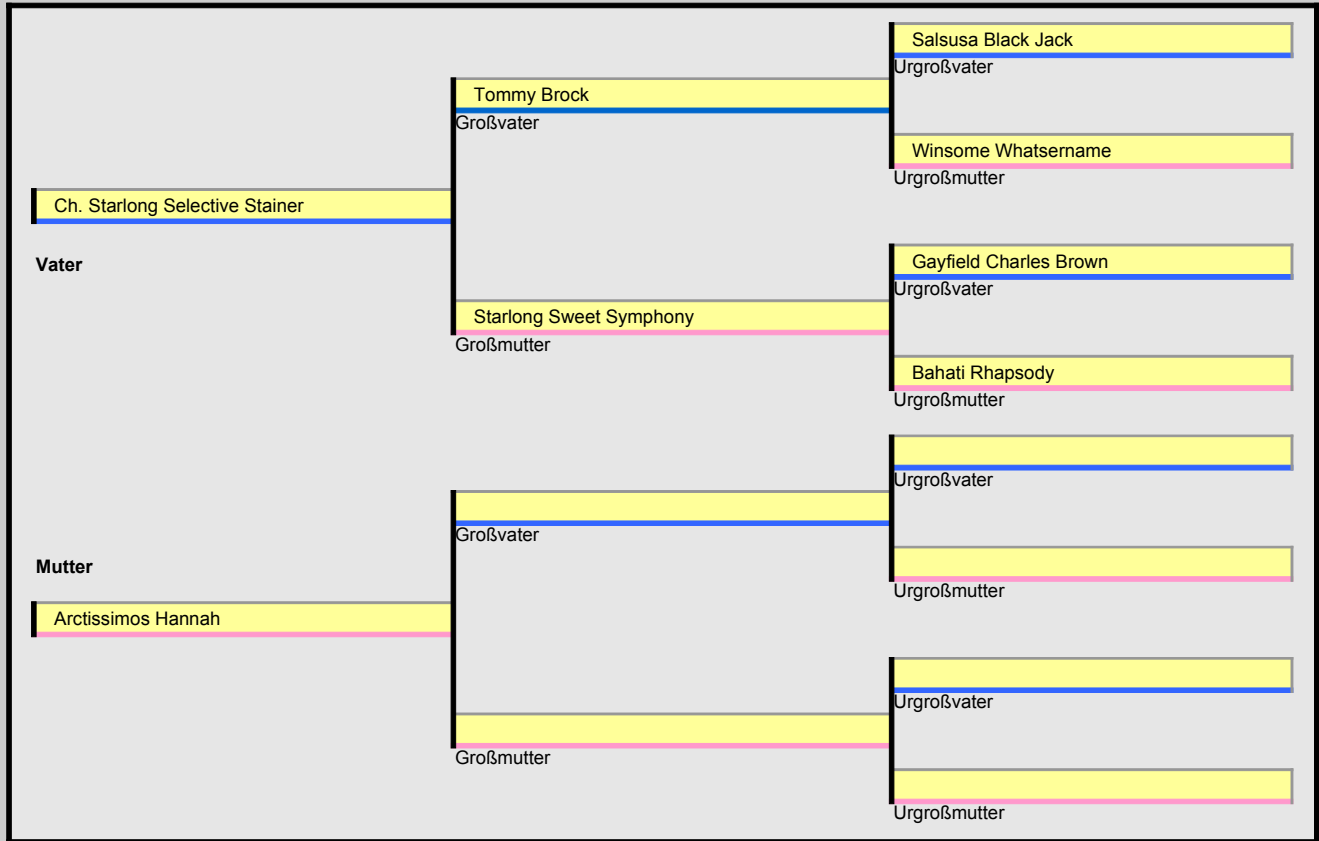 Salsusa Black Jack
Urgroßvater
Tommy Brock
Großvater
Winsome Whatsername
Urgroßmutter
Ch. Starlong Selective Stainer
Vater
Gayfield Charles Brown
Urgroßvater
Starlong Sweet Symphony
Großmutter
Bahati Rhapsody
Urgroßmutter
Urgroßvater
Großvater
Mutter
Urgroßmutter
Arctissimos Hannah
Urgroßvater
Großmutter
Urgroßmutter